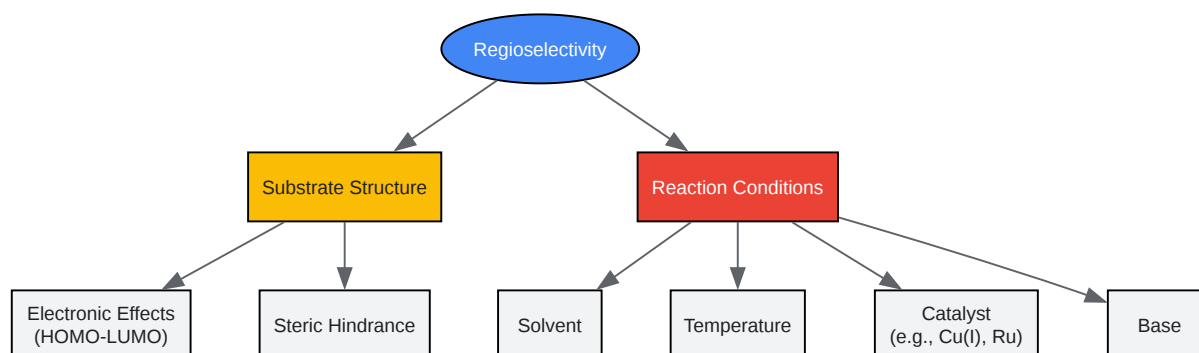 Regioselectivity
Substrate Structure
Reaction Conditions
Electronic Effects
(HOMO-LUMO)
Steric Hindrance
Solvent
Temperature
Catalyst
(e.g., Cu(I), Ru)
Base